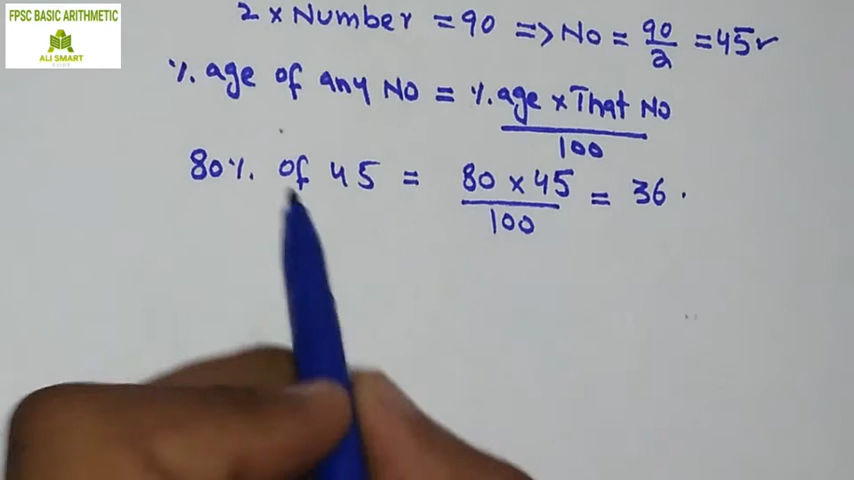 FPSC BASIC ARITHMETIC
ALI SMART
2 × Number = 90 => No = 90/2 = 45 ✓
%age of any No = %age × That No / 100
80% of 45 = 80 × 45 / 100 = 36.